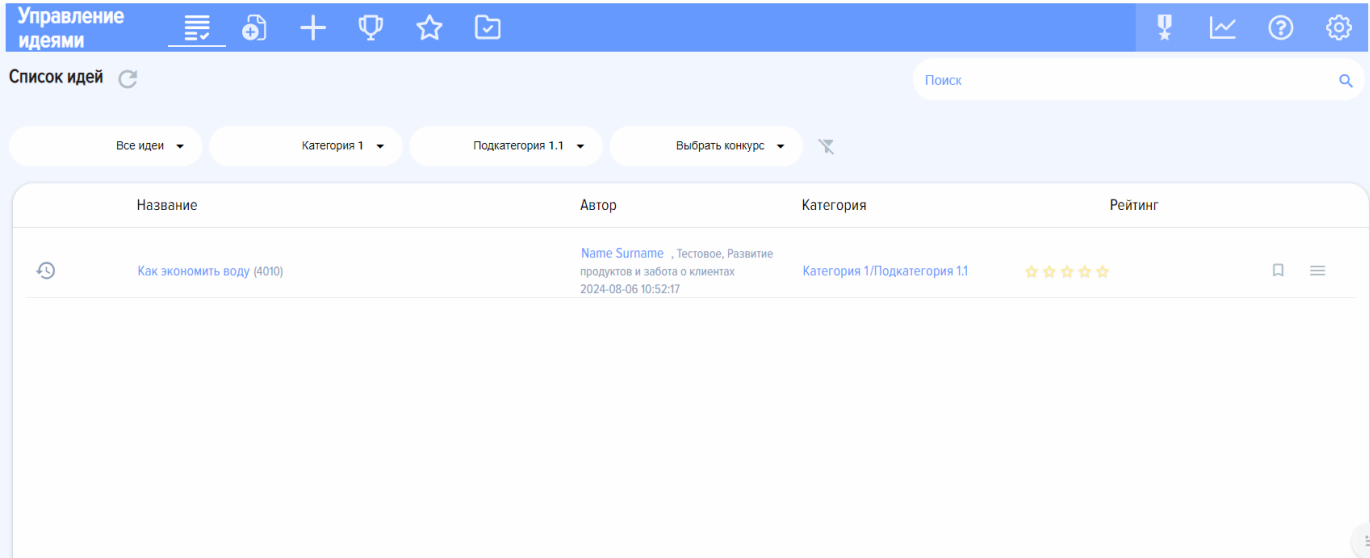 Управление
идеями
Список идей
Поиск
Все идеи
Категория 1
Подкатегория 1.1
Выбрать конкурс
Название
Автор
Категория
Рейтинг
Как экономить воду (4010)
Name Surname , Тестовое, Развитие
продуктов и забота о клиентах
2024-08-06 10:52:17
Категория 1/Подкатегория 1.1